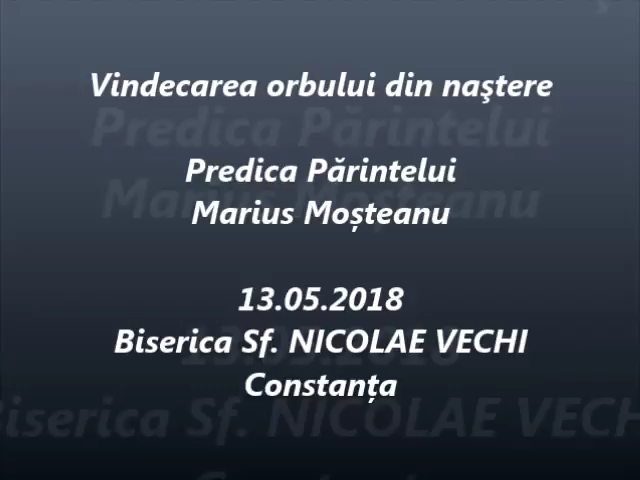 Vindecarea orbului din naştere
Predica Părintelui
Marius Moșteanu
13.05.2018
Biserica Sf. NICOLAE VECHI
Constanța